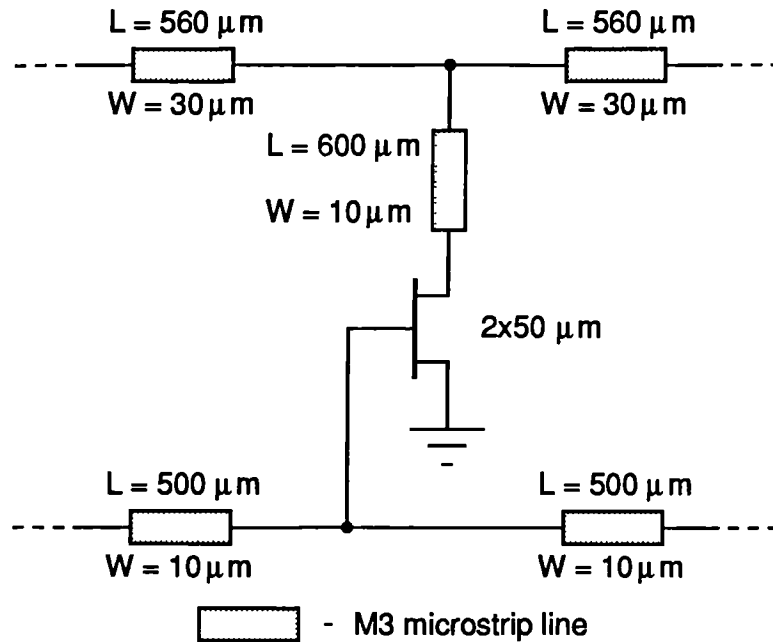 L = 560 μm
L = 560 μm
W = 30 μm
W = 30 μm
L = 600 μm
W = 10 μm
2x50 μm
L = 500 μm
L = 500 μm
W = 10 μm
W = 10 μm
- M3 microstrip line